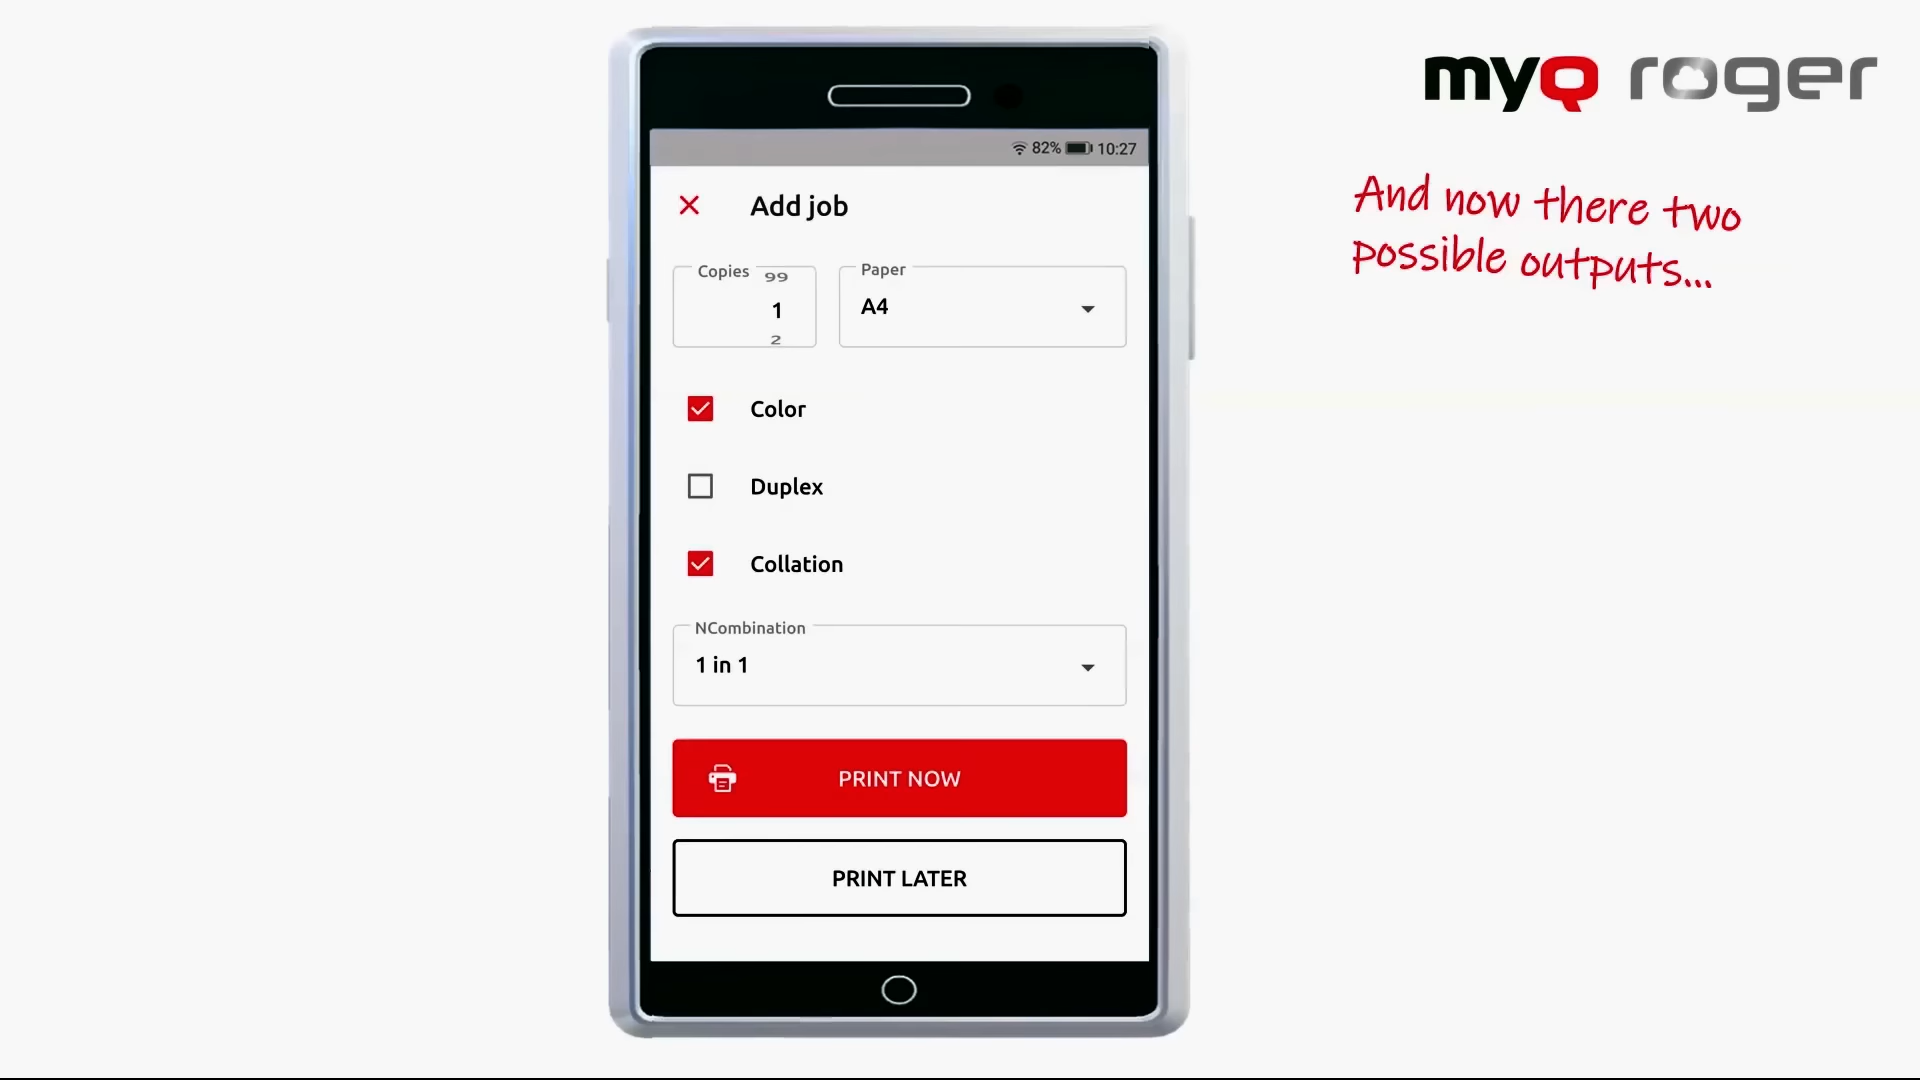 myQ roger
And now there two
possible outputs...
82% 10:27
Add job
Copies 99
1
2
Paper
A4
Color
Duplex
Collation
NCombination
1 in 1
PRINT NOW
PRINT LATER